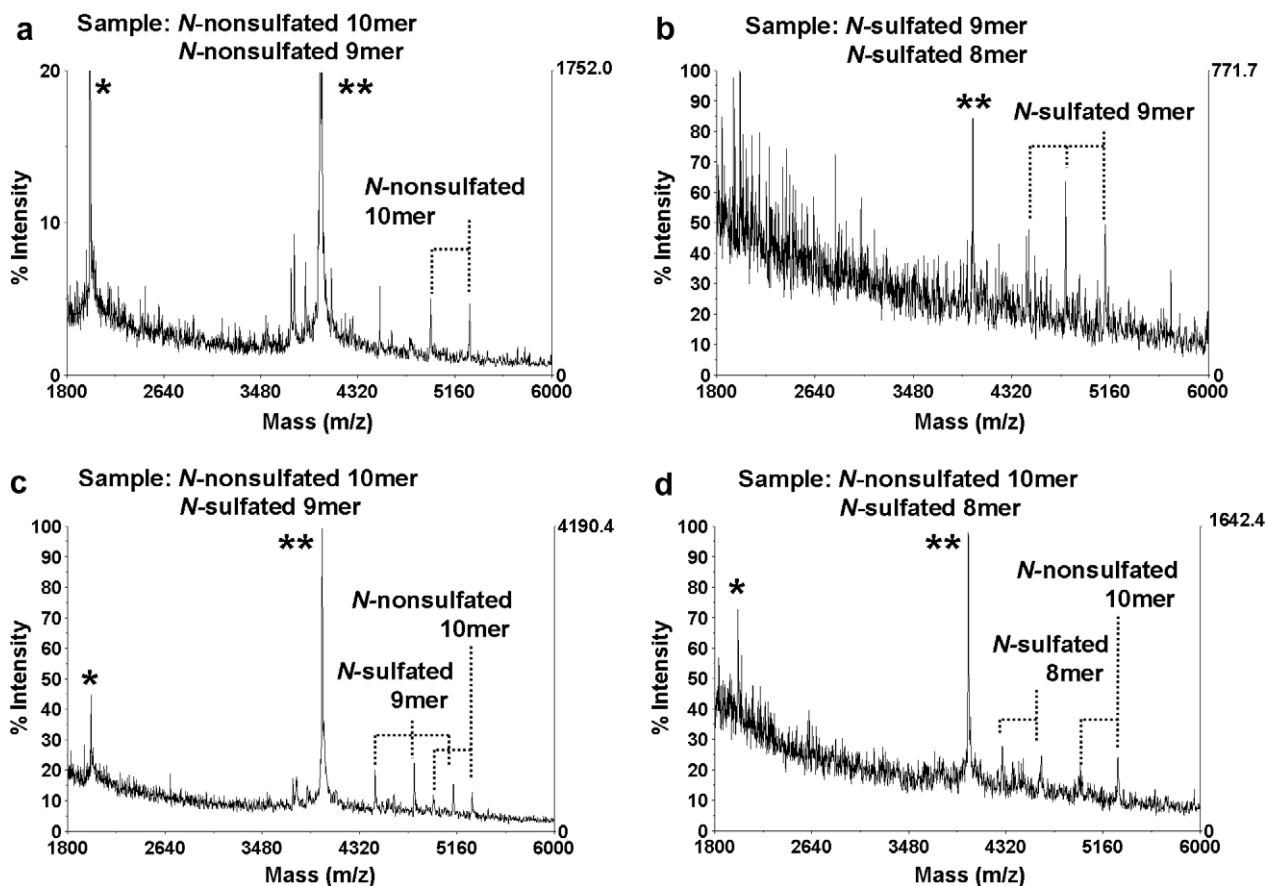 a
Sample: N-nonsulfated 10mer
N-nonsulfated 9mer
20
1752.0
*
**
N-nonsulfated
10mer
10
% Intensity
0
0
1800 2640 3480 4320 5160 6000
Mass (m/z)
b
Sample: N-sulfated 9mer
N-sulfated 8mer
100
771.7
**
N-sulfated 9mer
90
80
70
60
50
40
30
20
10
0
% Intensity
0
1800 2640 3480 4320 5160 6000
Mass (m/z)
c
Sample: N-nonsulfated 10mer
N-sulfated 9mer
100
4190.4
**
*
N-nonsulfated
10mer
N-sulfated
9mer
90
80
70
60
50
40
30
20
10
0
% Intensity
0
1800 2640 3480 4320 5160 6000
Mass (m/z)
d
Sample: N-nonsulfated 10mer
N-sulfated 8mer
100
1642.4
**
*
N-nonsulfated
10mer
N-sulfated
8mer
90
80
70
60
50
40
30
20
10
0
% Intensity
0
1800 2640 3480 4320 5160 6000
Mass (m/z)